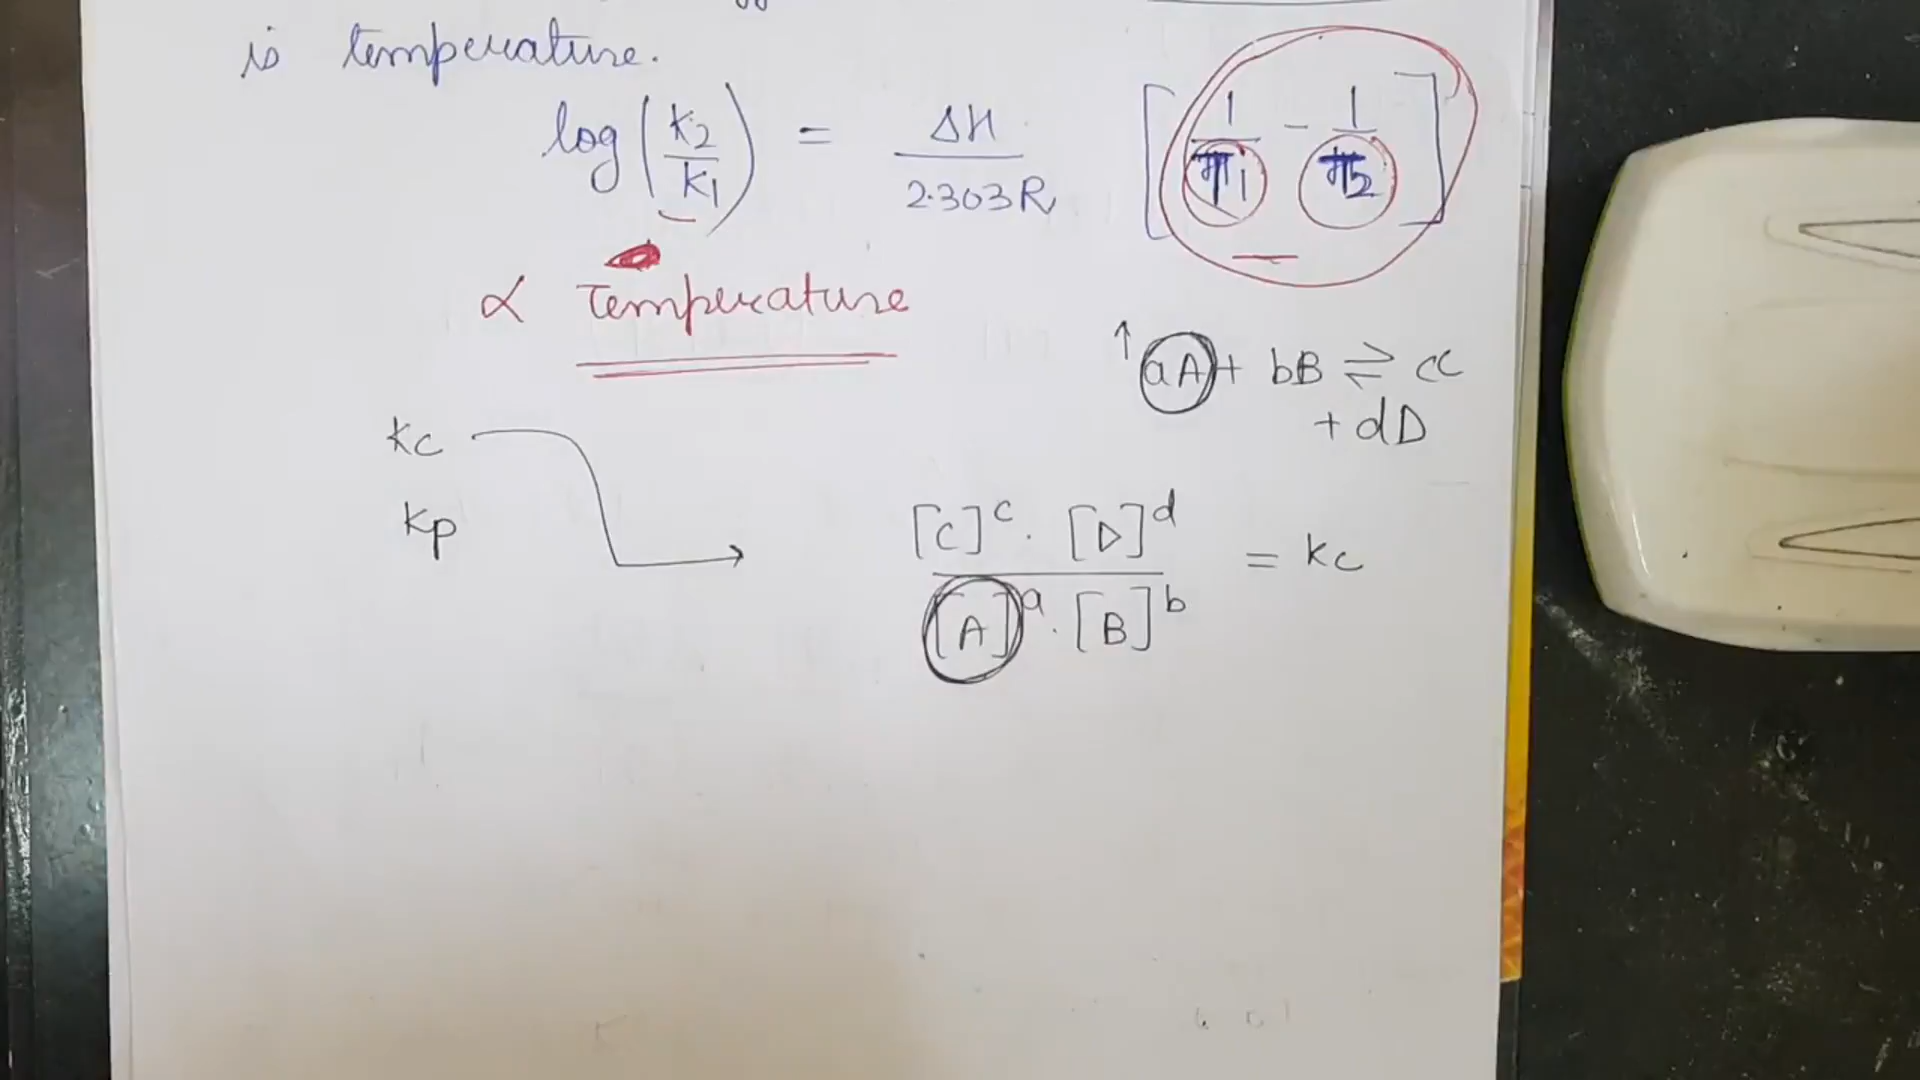 is temperature.
log (K2/K1) = ΔH/2.303R [1/T1 - 1/T2]
∝ Temperature
↑ aA + bB ⇌ cC
+ dD
Kc
Kp
[C]^c . [D]^d / [A]^a . [B]^b = Kc